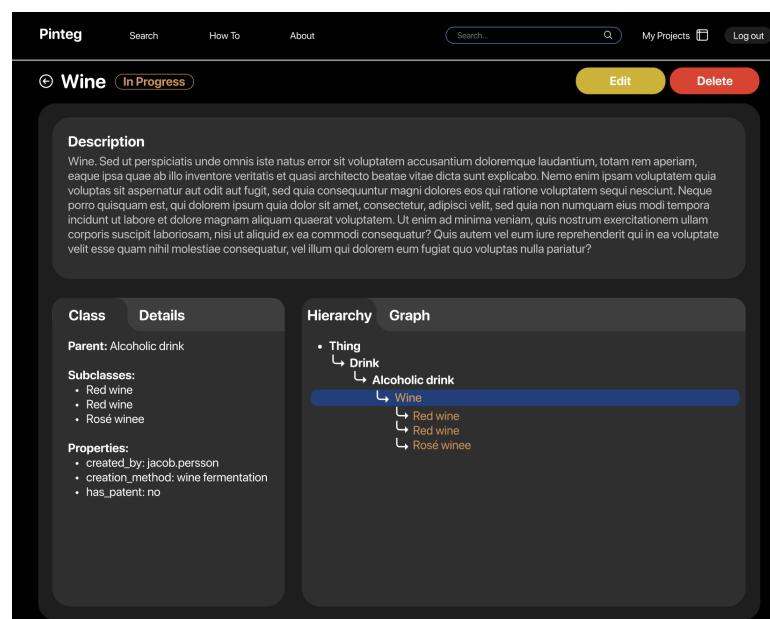 Pinteg Search How To About Search... My Projects Log out
Wine In Progress Edit Delete
Description
Wine. Sed ut perspiciatis unde omnis iste natus error sit voluptatem accusantium doloremque laudantium, totam rem aperiam,
eaque ipsa quae ab illo inventore veritatis et quasi architecto beatae vitae dicta sunt explicabo. Nemo enim ipsam voluptatem quia
voluptas sit aspernatur aut odit aut fugit, sed quia consequuntur magni dolores eos qui ratione voluptatem sequi nesciunt. Neque
porro quisquam est, qui dolorem ipsum quia dolor sit amet, consectetur, adipisci velit, sed quia non numquam eius modi tempora
incidunt ut labore et dolore magnam aliquam quaerat voluptatem. Ut enim ad minima veniam, quis nostrum exercitationem ullam
corporis suscipit laboriosam, nisi ut aliquid ex ea commodi consequatur? Quis autem vel eum iure reprehenderit qui in ea voluptate
velit esse quam nihil molestiae consequatur, vel illum qui dolorem eum fugiat quo voluptas nulla pariatur?
Class Details
Parent: Alcoholic drink
Subclasses:
• Red wine
• Red wine
• Rosé winee
Properties:
• created_by: jacob.persson
• creation_method: wine fermentation
• has_patent: no
Hierarchy Graph
• Thing
Drink
Alcoholic drink
Wine
Red wine
Red wine
Rosé winee